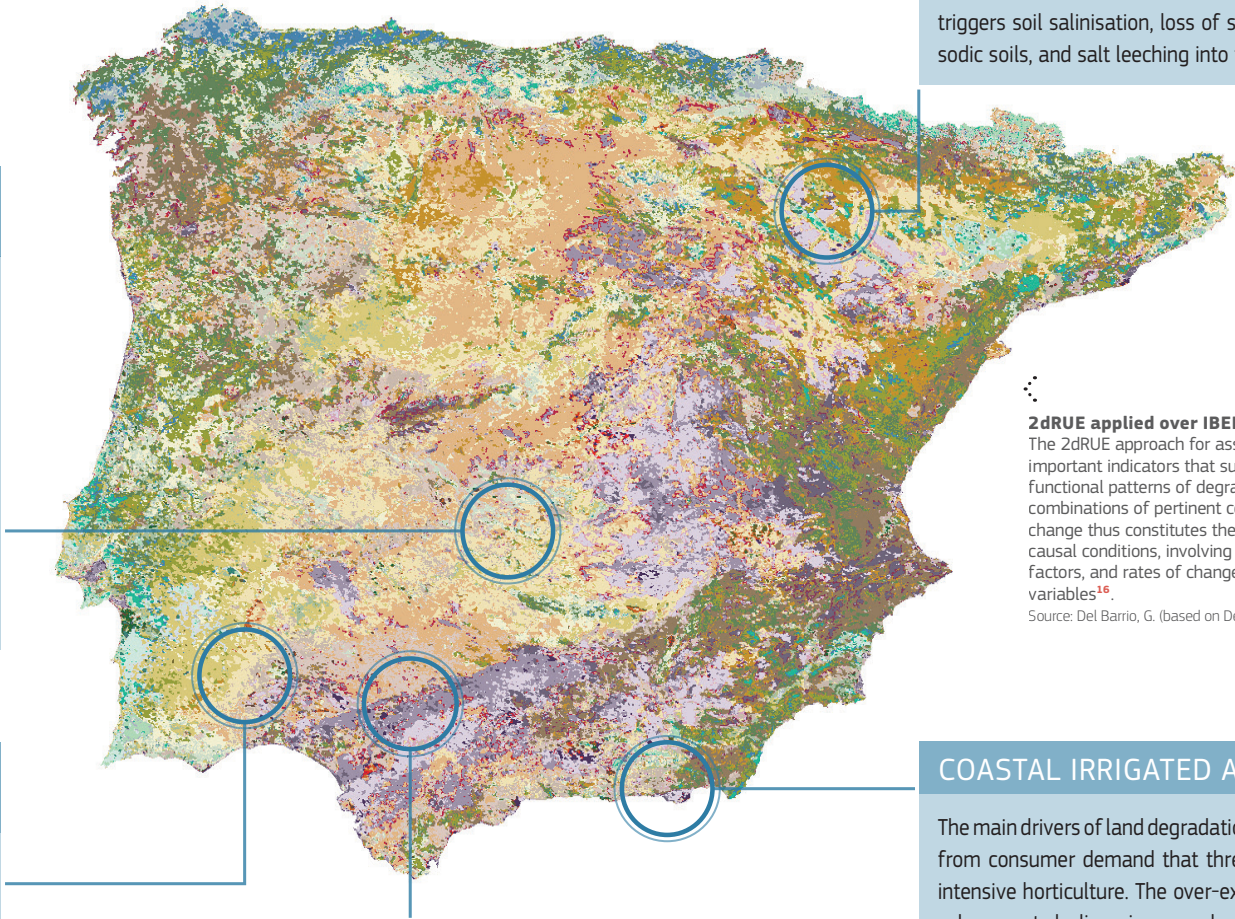 triggers soil salinisation, loss of s
sodic soils, and salt leeching into
2dRUE applied over IBE
The 2dRUE approach for ass
important indicators that su
functional patterns of degra
combinations of pertinent c
change thus constitutes the
causal conditions, involving
factors, and rates of change
variables16.
Source: Del Barrio, G. (based on De
COASTAL IRRIGATED A
The main drivers of land degradatio
from consumer demand that thre
intensive horticulture. The over-ex